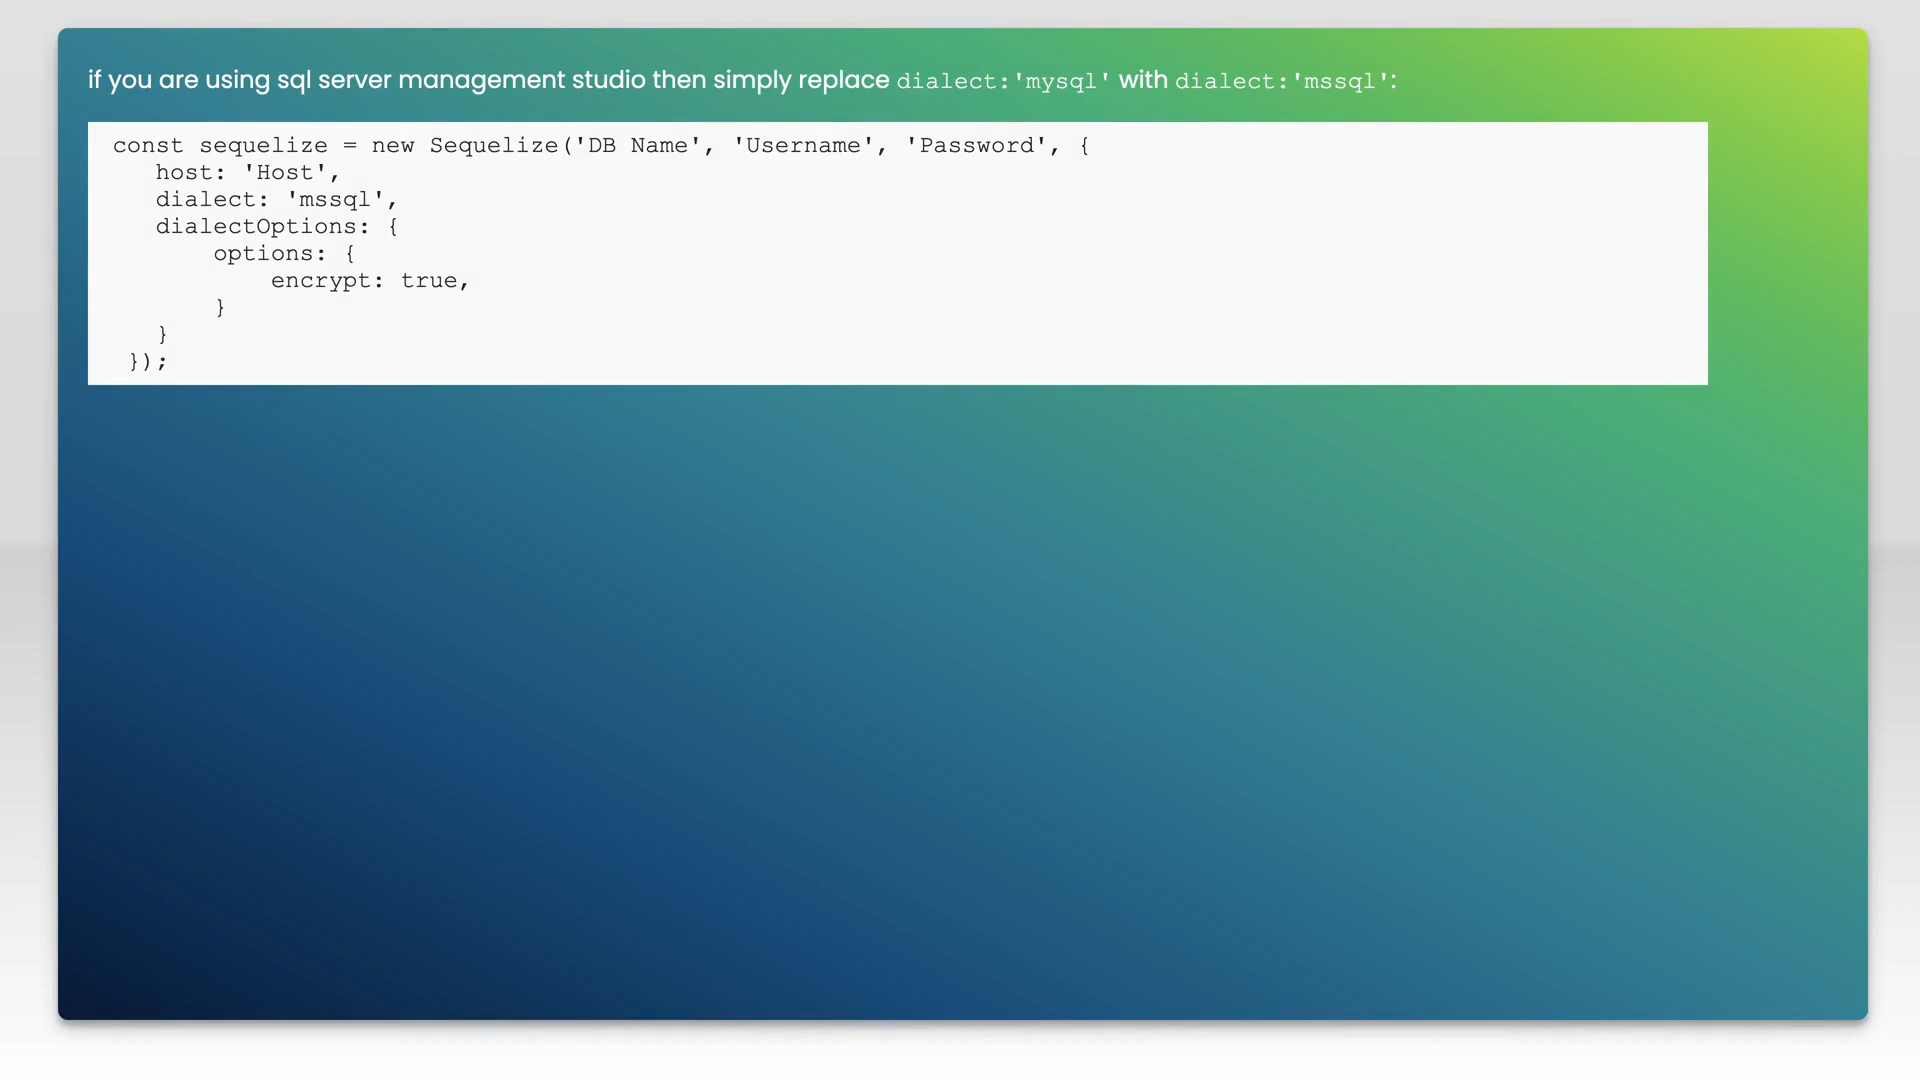 if you are using sql server management studio then simply replace dialect:'mysql' with dialect:'mssql':
const sequelize = new Sequelize('DB Name', 'Username', 'Password', {
host: 'Host',
dialect: 'mssql',
dialectOptions: {
options: {
encrypt: true,
}
}
});